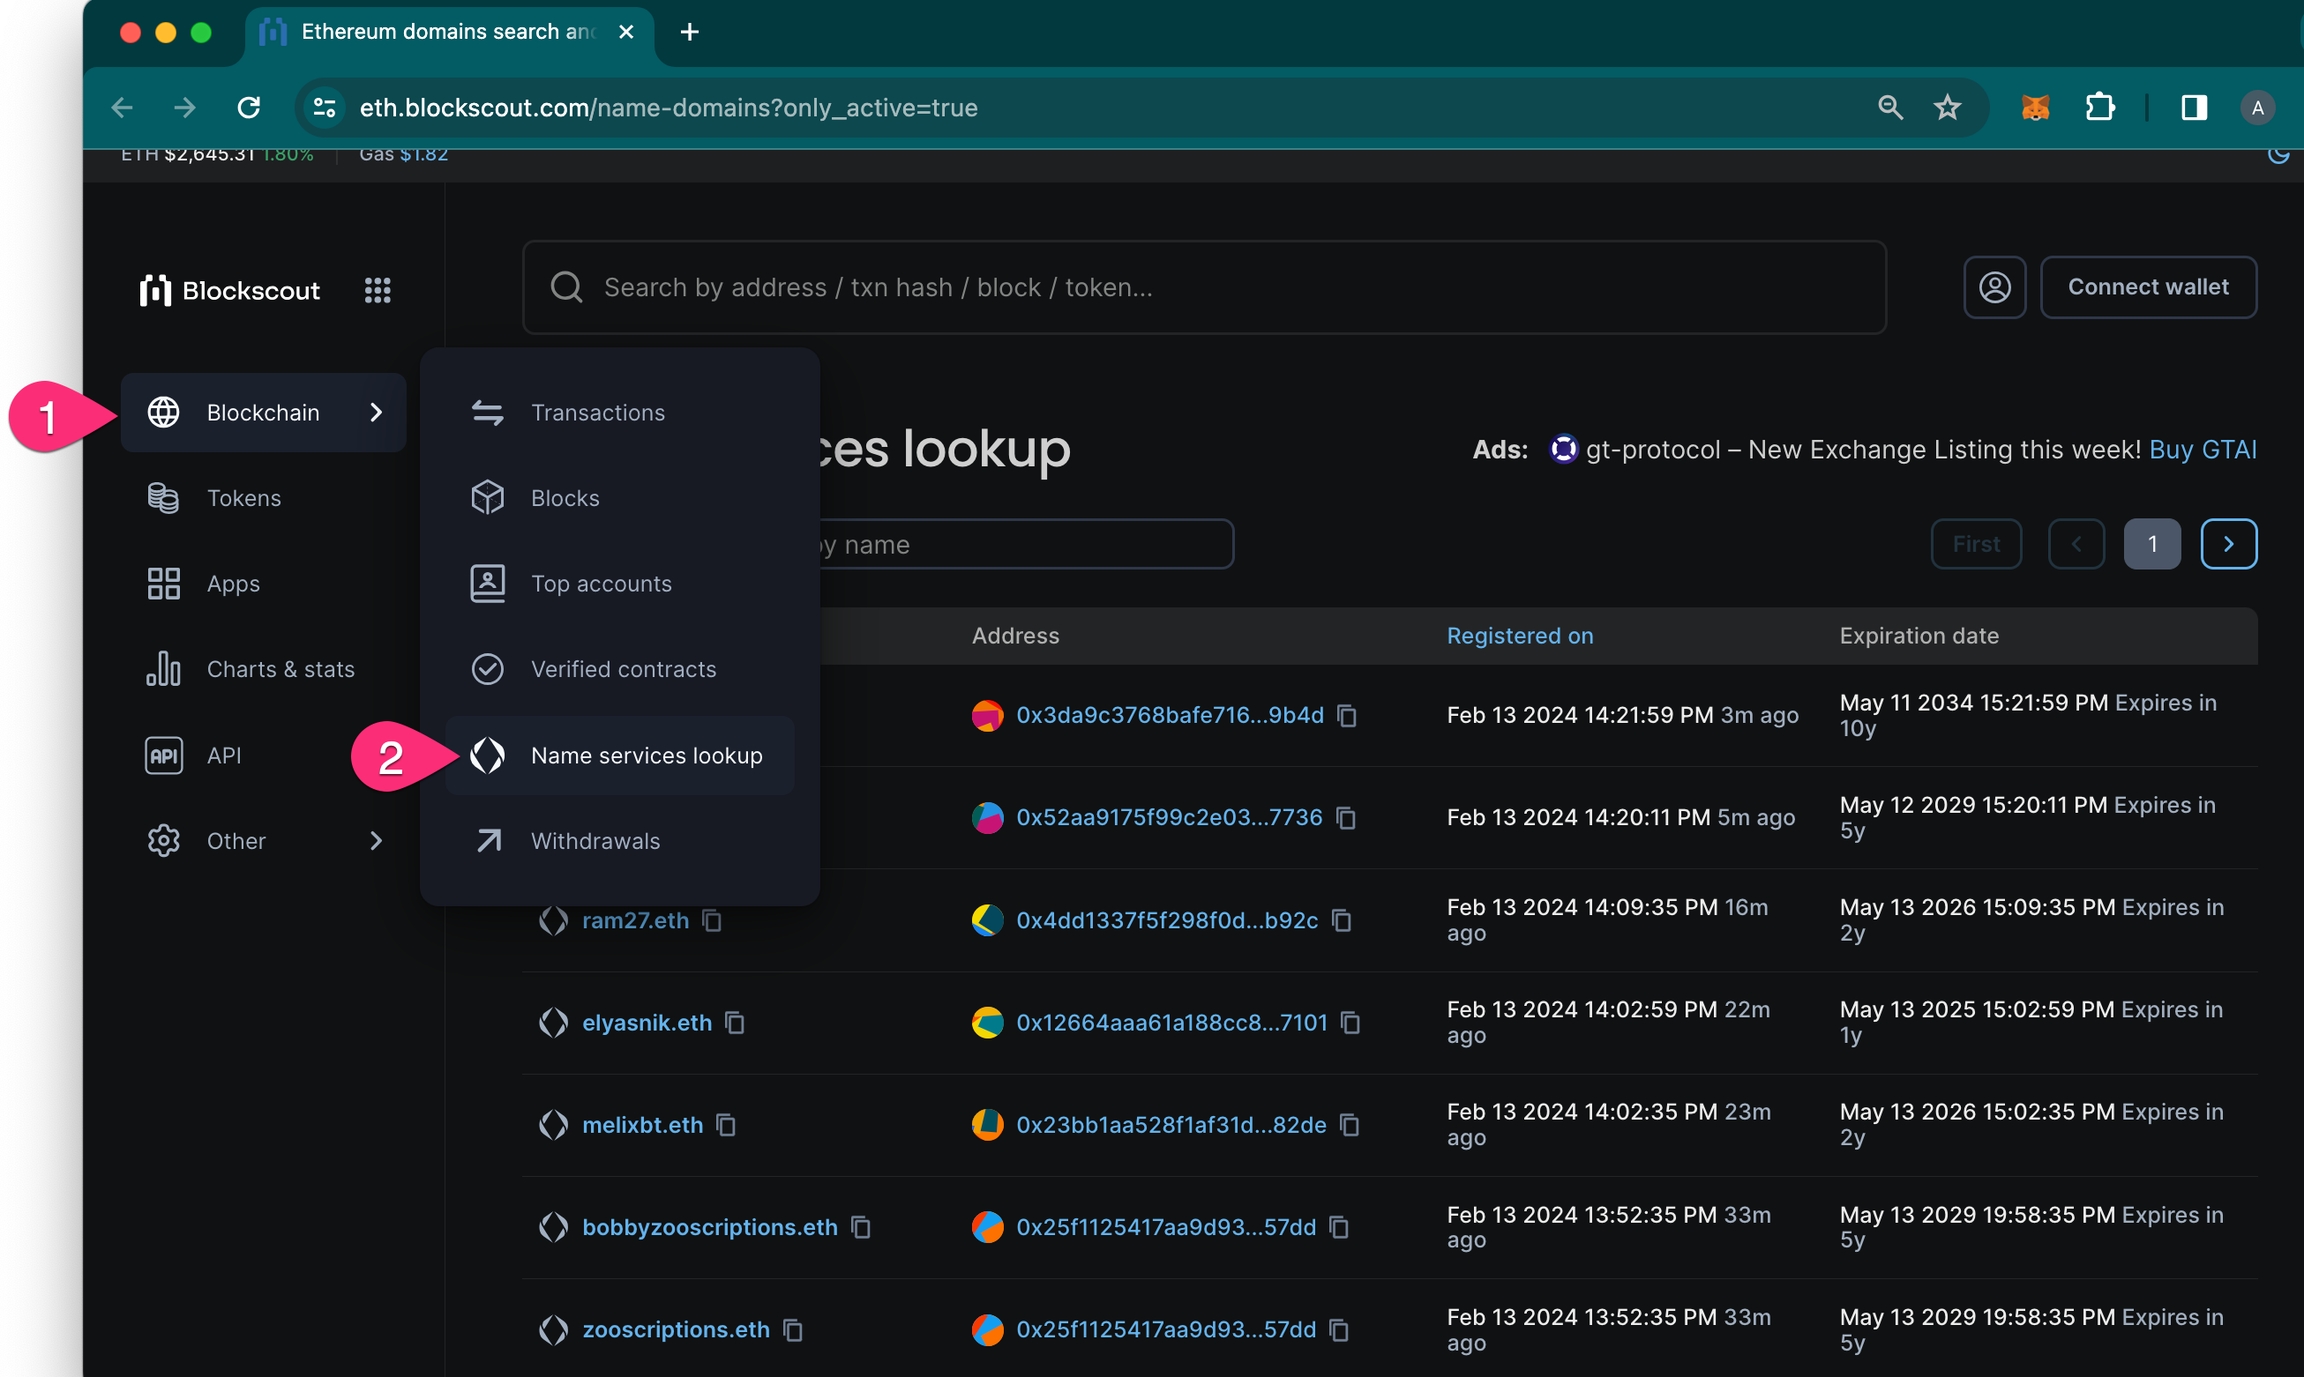 Ethereum domains search an
eth.blockscout.com/name-domains?only_active=true
A
ETH $2,645.31 1.80% Gas $1.82
Blockscout
Search by address / txn hash / block / token...
Connect wallet
1
Blockchain
Tokens
Apps
Charts & stats
API API
Other
Transactions
Blocks
Top accounts
Verified contracts
2
Name services lookup
Withdrawals
ces lookup
Ads: gt-protocol – New Exchange Listing this week! Buy GTAI
by name
First 1
Address Registered on Expiration date
0x3da9c3768bafe716...9b4d Feb 13 2024 14:21:59 PM 3m ago May 11 2034 15:21:59 PM Expires in
10y
0x52aa9175f99c2e03...7736 Feb 13 2024 14:20:11 PM 5m ago May 12 2029 15:20:11 PM Expires in
5y
ram27.eth 0x4dd1337f5f298f0d...b92c Feb 13 2024 14:09:35 PM 16m May 13 2026 15:09:35 PM Expires in
ago 2y
elyasnik.eth 0x12664aaa61a188cc8...7101 Feb 13 2024 14:02:59 PM 22m May 13 2025 15:02:59 PM Expires in
ago 1y
melixbt.eth 0x23bb1aa528f1af31d...82de Feb 13 2024 14:02:35 PM 23m May 13 2026 15:02:35 PM Expires in
ago 2y
bobbyzooscriptions.eth 0x25f1125417aa9d93...57dd Feb 13 2024 13:52:35 PM 33m May 13 2029 19:58:35 PM Expires in
ago 5y
zooscriptions.eth 0x25f1125417aa9d93...57dd Feb 13 2024 13:52:35 PM 33m May 13 2029 19:58:35 PM Expires in
ago 5y